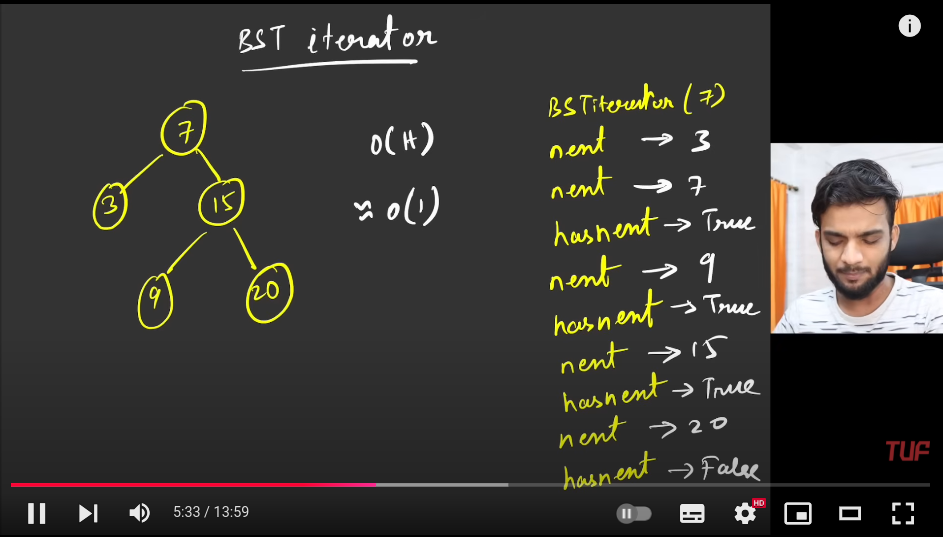 BST iterator
7
3
15
9
20
O(H)
≈ O(1)
BSTiterator (7)
next → 3
next → 7
hasnext → True
next → 9
hasnext → True
next → 15
hasnext → True
next → 20
hasnext → False
TUF
5:33 / 13:59
HD